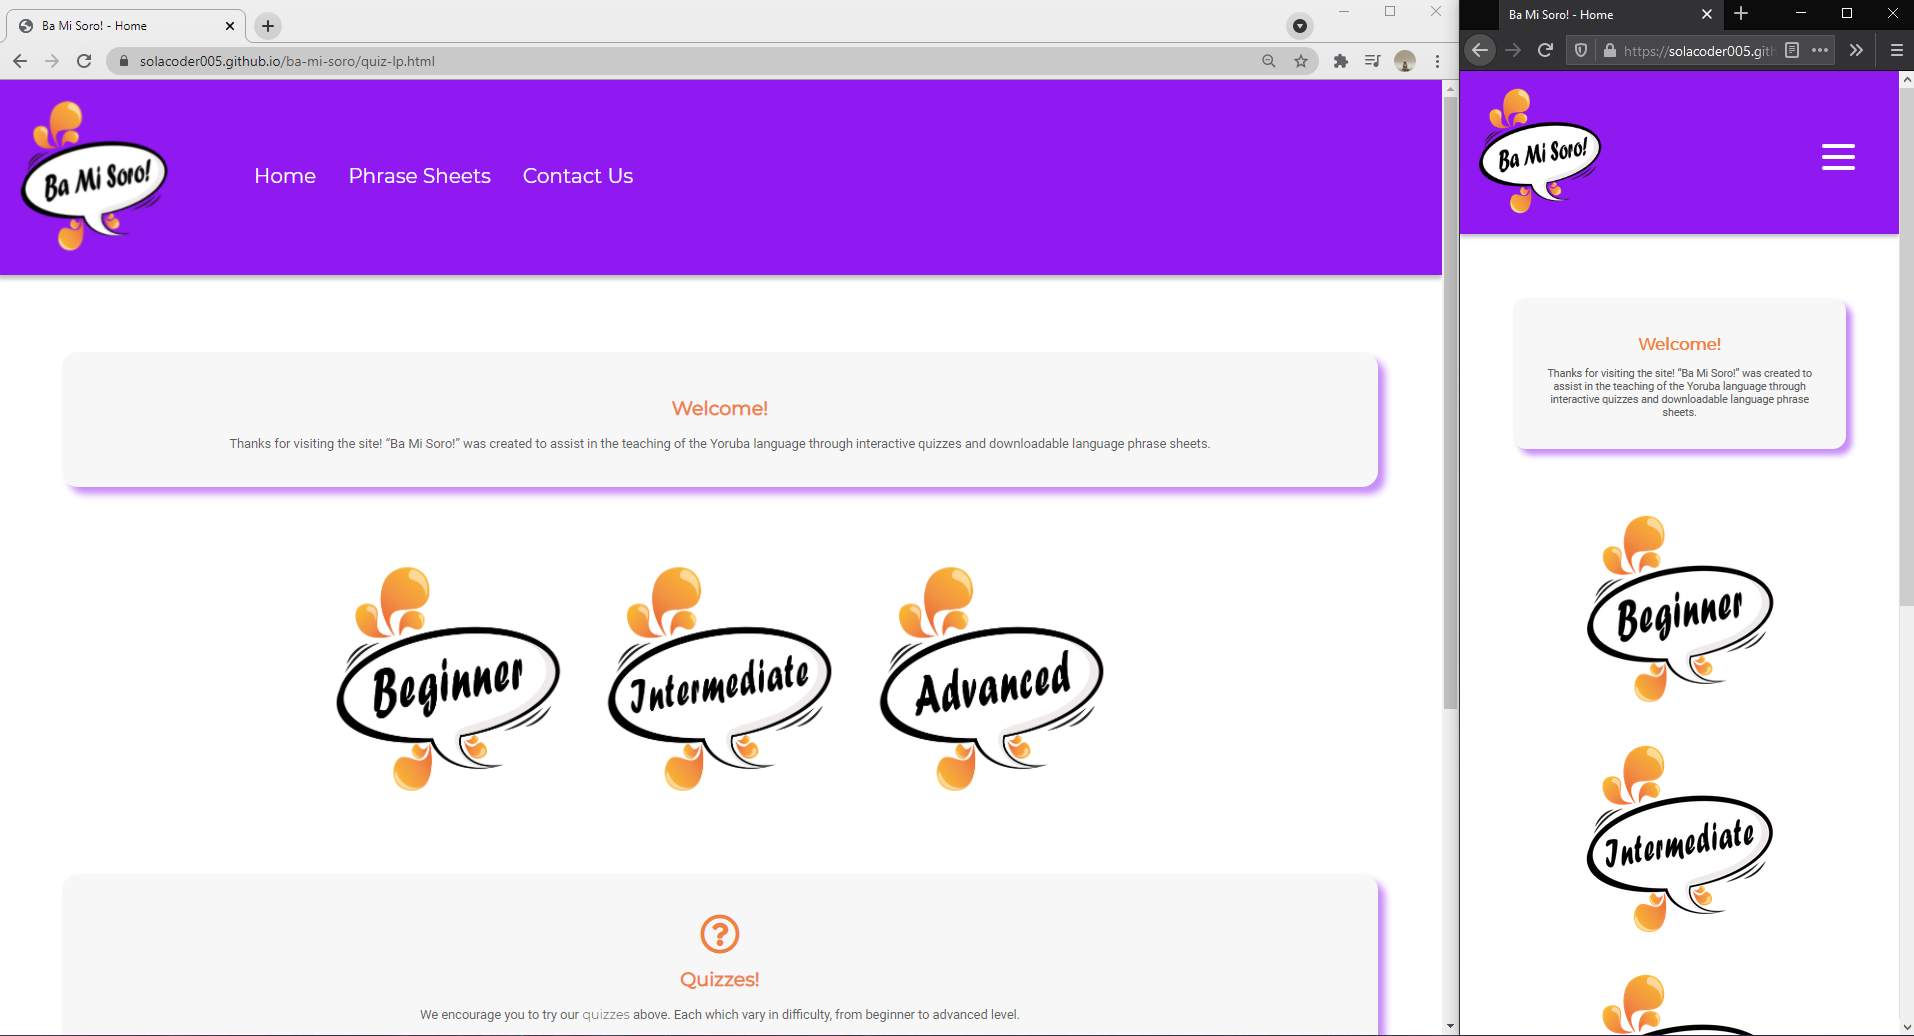 Ba Mi Soro! - Home
solacoder005.github.io/ba-mi-soro/quiz-lp.html
Ba Mi Soro!
Home
Phrase Sheets
Contact Us
Welcome!
Thanks for visiting the site! “Ba Mi Soro!” was created to assist in the teaching of the Yoruba language through interactive quizzes and downloadable language phrase sheets.
Beginner
Intermediate
Advanced
Quizzes!
We encourage you to try our quizzes above. Each which vary in difficulty, from beginner to advanced level.
Ba Mi Soro! - Home
https://solacoder005.gith
Ba Mi Soro!
Welcome!
Thanks for visiting the site! “Ba Mi Soro!” was created to
assist in the teaching of the Yoruba language through
interactive quizzes and downloadable language phrase
sheets.
Beginner
Intermediate